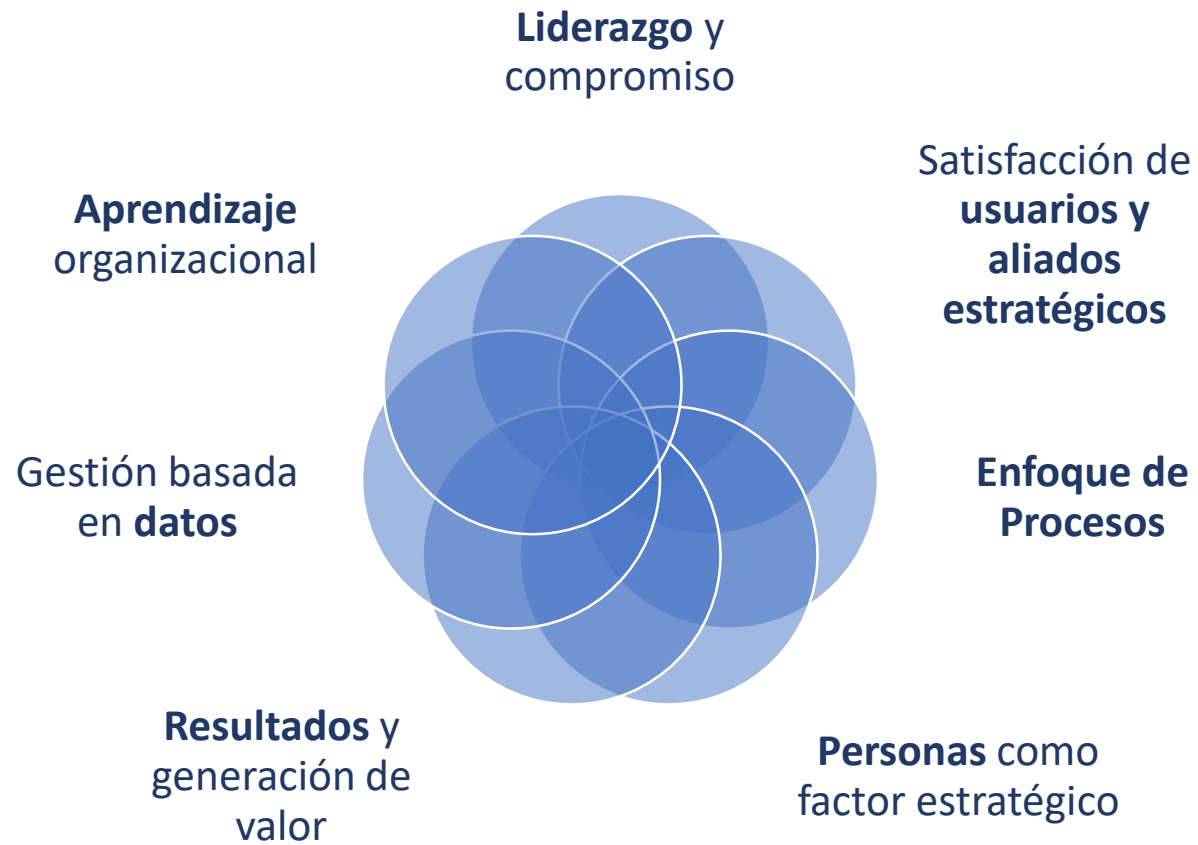 Liderazgo y
compromiso
Satisfacción de
usuarios y
aliados
estratégicos
Enfoque de
Procesos
Personas como
factor estratégico
Resultados y
generación de
valor
Gestión basada
en datos
Aprendizaje
organizacional